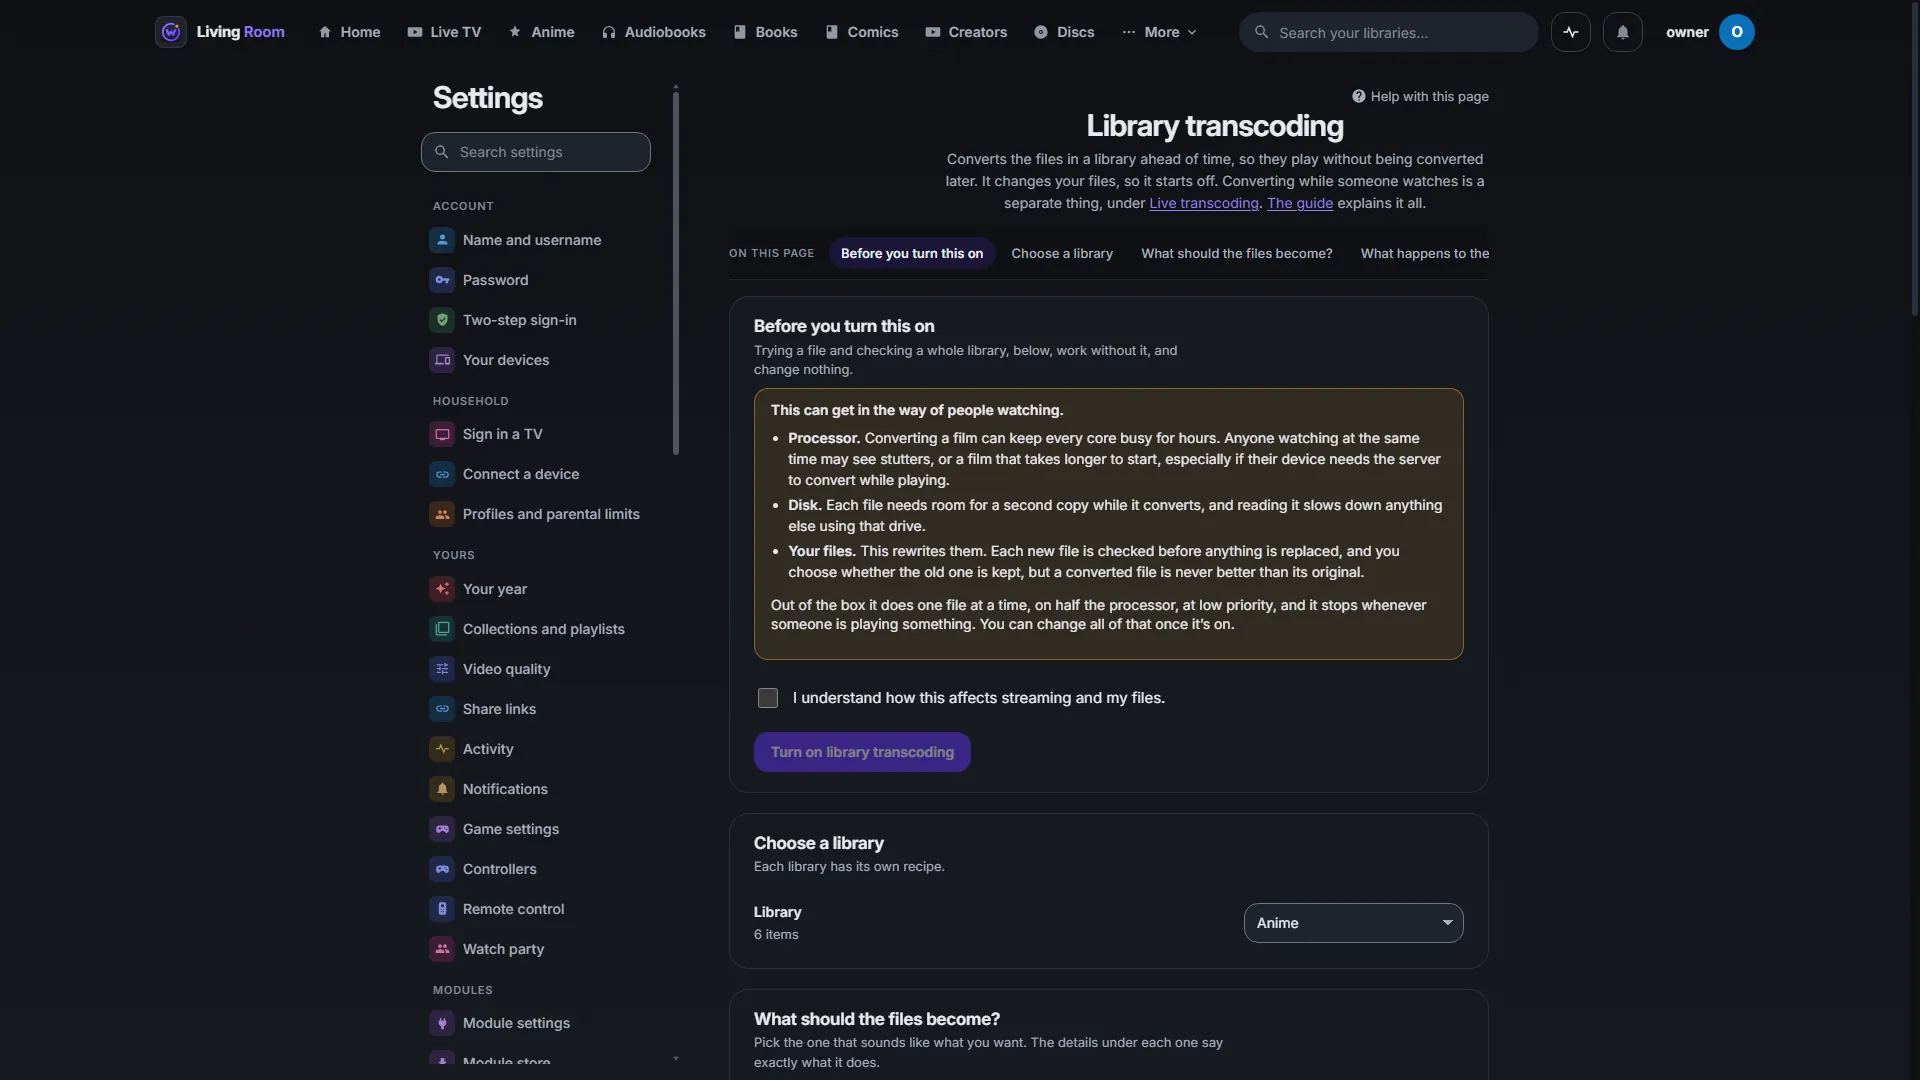 Living Room
Home
Live TV
Anime
Audiobooks
Books
Comics
Creators
Discs
More
Search your libraries...
owner
O
Settings
Search settings
ACCOUNT
Name and username
Password
Two-step sign-in
Your devices
HOUSEHOLD
Sign in a TV
Connect a device
Profiles and parental limits
YOURS
Your year
Collections and playlists
Video quality
Share links
Activity
Notifications
Game settings
Controllers
Remote control
Watch party
MODULES
Module settings
Module store
Help with this page
Library transcoding
Converts the files in a library ahead of time, so they play without being converted
later. It changes your files, so it starts off. Converting while someone watches is a
separate thing, under Live transcoding. The guide explains it all.
ON THIS PAGE
Before you turn this on
Choose a library
What should the files become?
What happens to the
Before you turn this on
Trying a file and checking a whole library, below, work without it, and
change nothing.
This can get in the way of people watching.
• Processor. Converting a film can keep every core busy for hours. Anyone watching at the same
time may see stutters, or a film that takes longer to start, especially if their device needs the server
to convert while playing.
• Disk. Each file needs room for a second copy while it converts, and reading it slows down anything
else using that drive.
• Your files. This rewrites them. Each new file is checked before anything is replaced, and you
choose whether the old one is kept, but a converted file is never better than its original.
Out of the box it does one file at a time, on half the processor, at low priority, and it stops whenever
someone is playing something. You can change all of that once it’s on.
I understand how this affects streaming and my files.
Turn on library transcoding
Choose a library
Each library has its own recipe.
Library
6 items
Anime
What should the files become?
Pick the one that sounds like what you want. The details under each one say
exactly what it does.